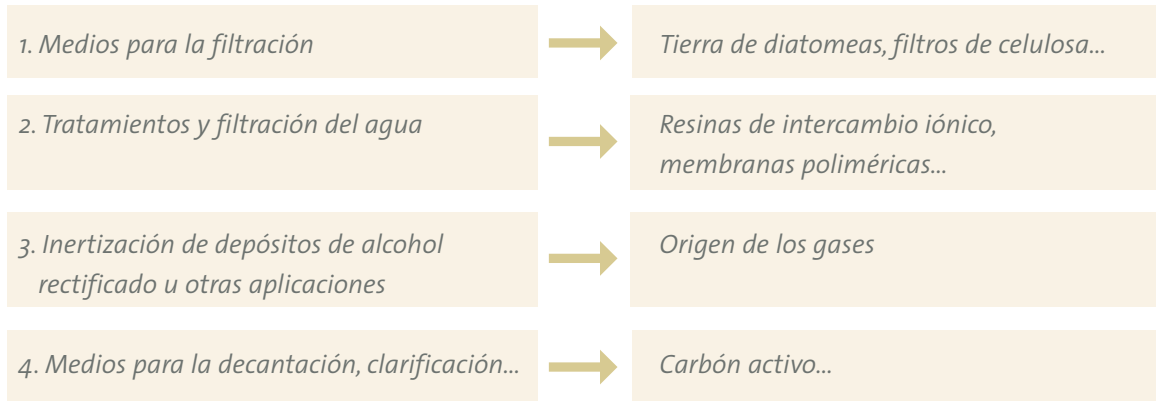 1. Medios para la filtración
Tierra de diatomeas, filtros de celulosa...
2. Tratamientos y filtración del agua
Resinas de intercambio iónico,
membranas poliméricas...
3. Inertización de depósitos de alcohol
rectificado u otras aplicaciones
Origen de los gases
4. Medios para la decantación, clarificación...
Carbón activo...